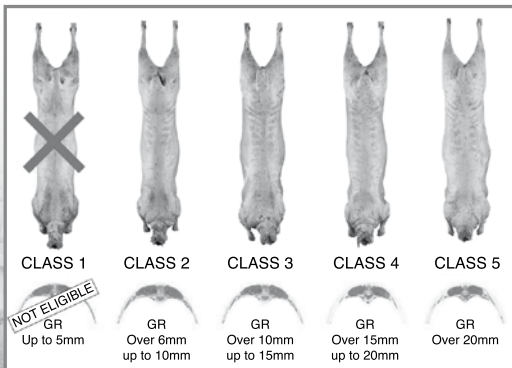 CLASS 1
CLASS 2
CLASS 3
CLASS 4
CLASS 5
NOT ELIGIBLE
GR
Up to 5mm
GR
Over 6mm
up to 10mm
GR
Over 10mm
up to 15mm
GR
Over 15mm
up to 20mm
GR
Over 20mm